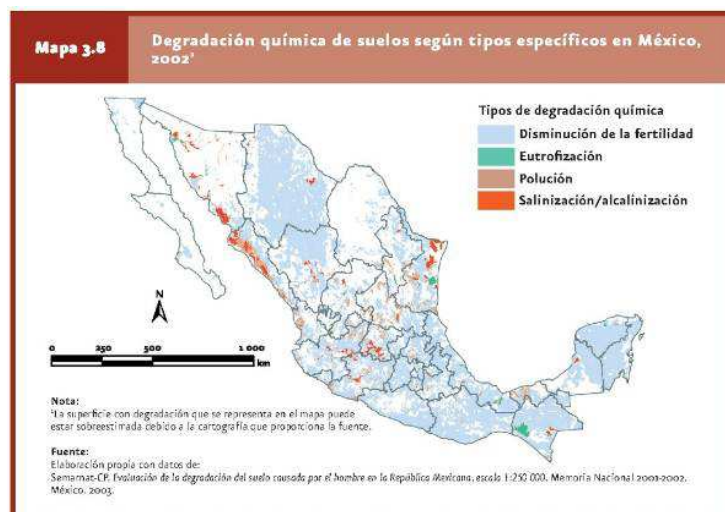 Mapa 3.8
Degradación química de suelos según tipos específicos en México,
2002¹
Tipos de degradación química
Disminución de la fertilidad
Eutrofización
Polución
Salinización/alcalinización
N
0 250 500 1 000
km
Nota:
¹La superficie con degradación que se representa en el mapa puede
estar sobreestimada debido a la cartografía que proporciona la fuente.
Fuente:
Elaboración propia con datos de:
Semarnat-CP. Evaluación de la degradación del suelo causada por el hombre en la República Mexicana, escala 1:250 000. Memoria Nacional 2001-2002.
México. 2003.